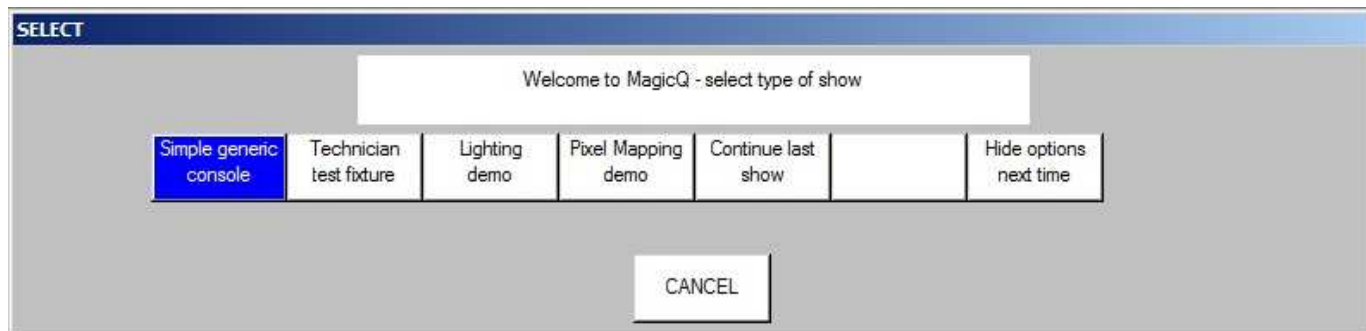 SELECT
Welcome to MagicQ - select type of show
Simple generic
console
Technician
test fixture
Lighting
demo
Pixel Mapping
demo
Continue last
show
Hide options
next time
CANCEL